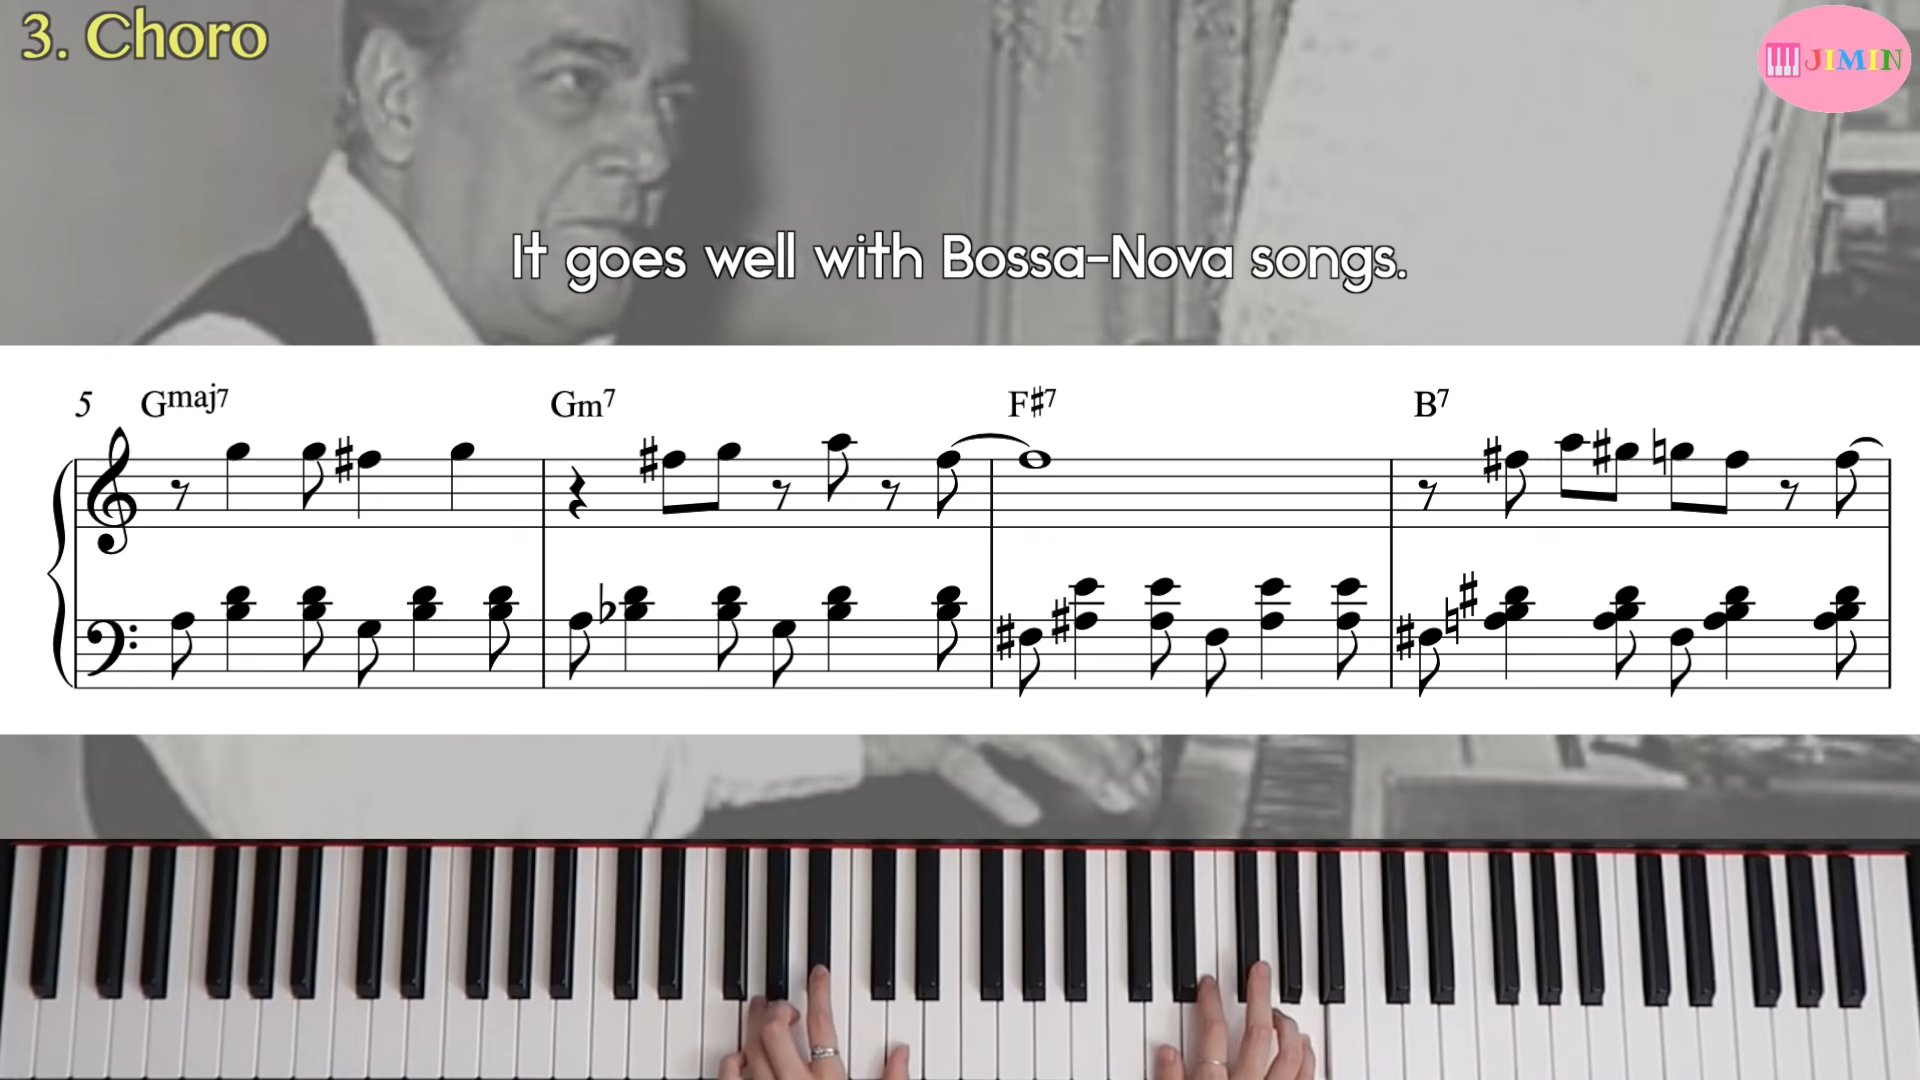 3. Choro
JIMIN
It goes well with Bossa-Nova songs.
5 Gmaj7 Gm7 F♯7 B7